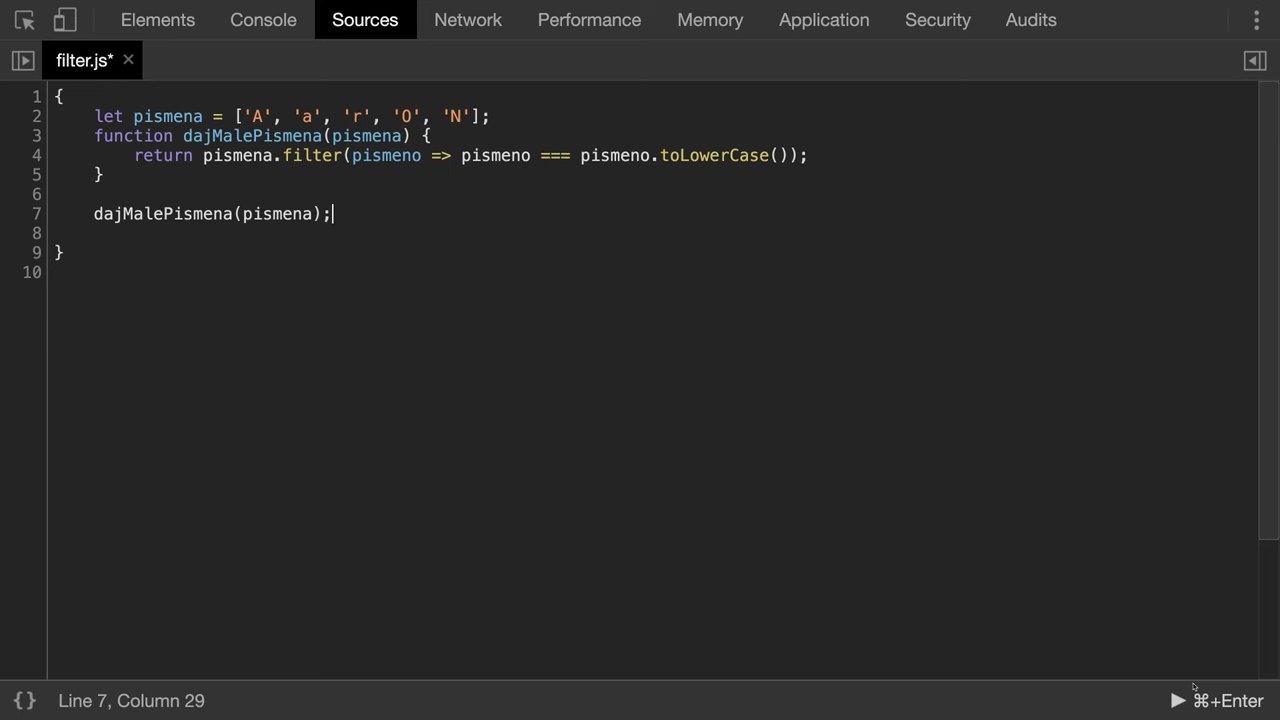 Elements Console Sources Network Performance Memory Application Security Audits
filter.js* ×
1 {
2 let pismena = ['A', 'a', 'r', 'O', 'N'];
3 function dajMalePismena(pismena) {
4 return pismena.filter(pismeno => pismeno === pismeno.toLowerCase());
5 }
6
7 dajMalePismena(pismena);
8
9 }
10
{} Line 7, Column 29 ⌘+Enter